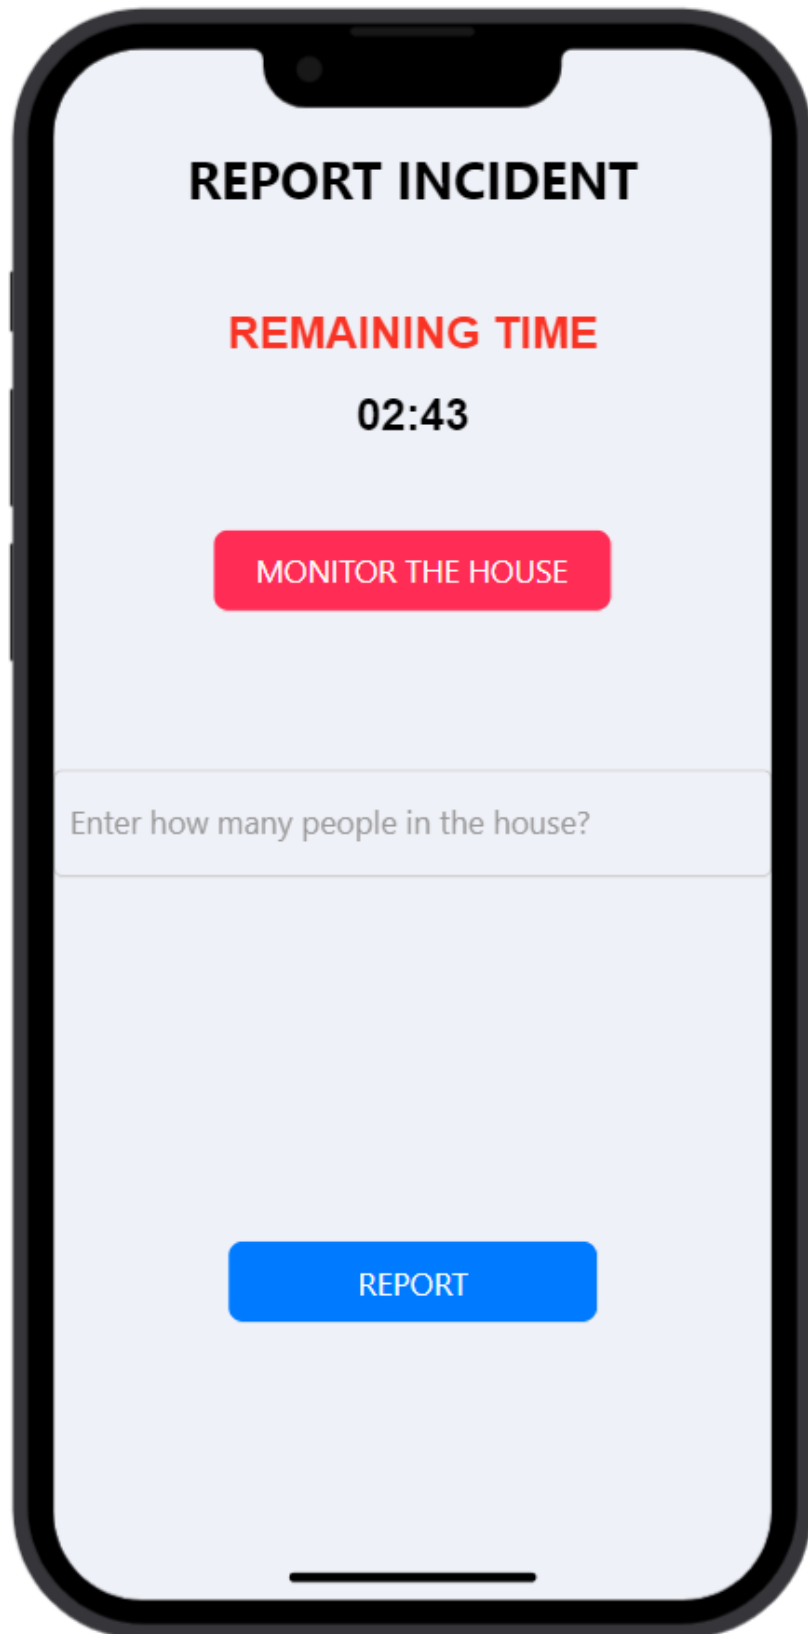 REPORT INCIDENT
REMAINING TIME
02:43
MONITOR THE HOUSE
Enter how many people in the house?
REPORT